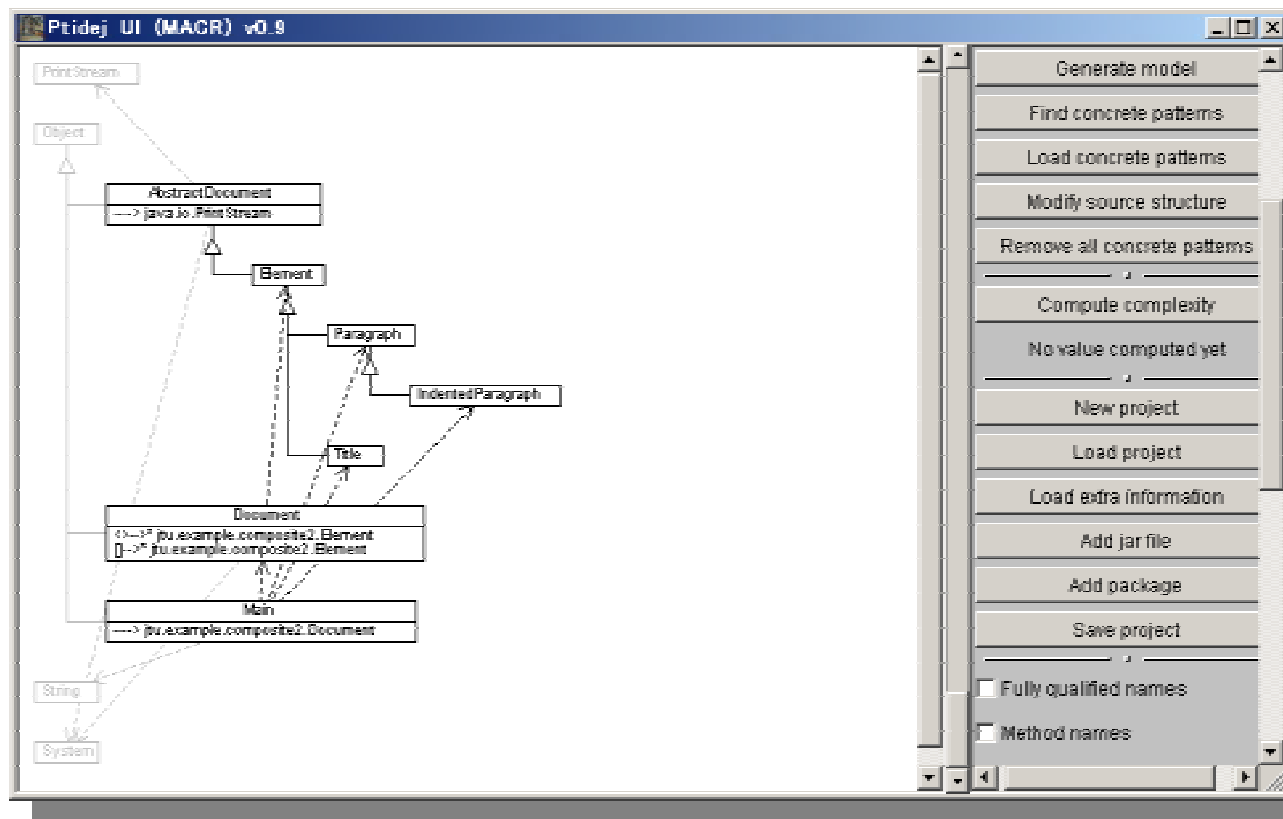 Ptidej UI (MACR) v0.9
PrintStream
Object
AbstractDocument
----> java.io.PrintStream
Element
Paragraph
IndentedParagraph
Title
Document
<>-->* jtu.example.composite2.Element
[]-->* jtu.example.composite2.Element
Main
----> jtu.example.composite2.Document
String
System
Generate model
Find concrete patterns
Load concrete patterns
Modify source structure
Remove all concrete patterns
Compute complexity
No value computed yet
New project
Load project
Load extra information
Add jar file
Add package
Save project
Fully qualified names
Method names